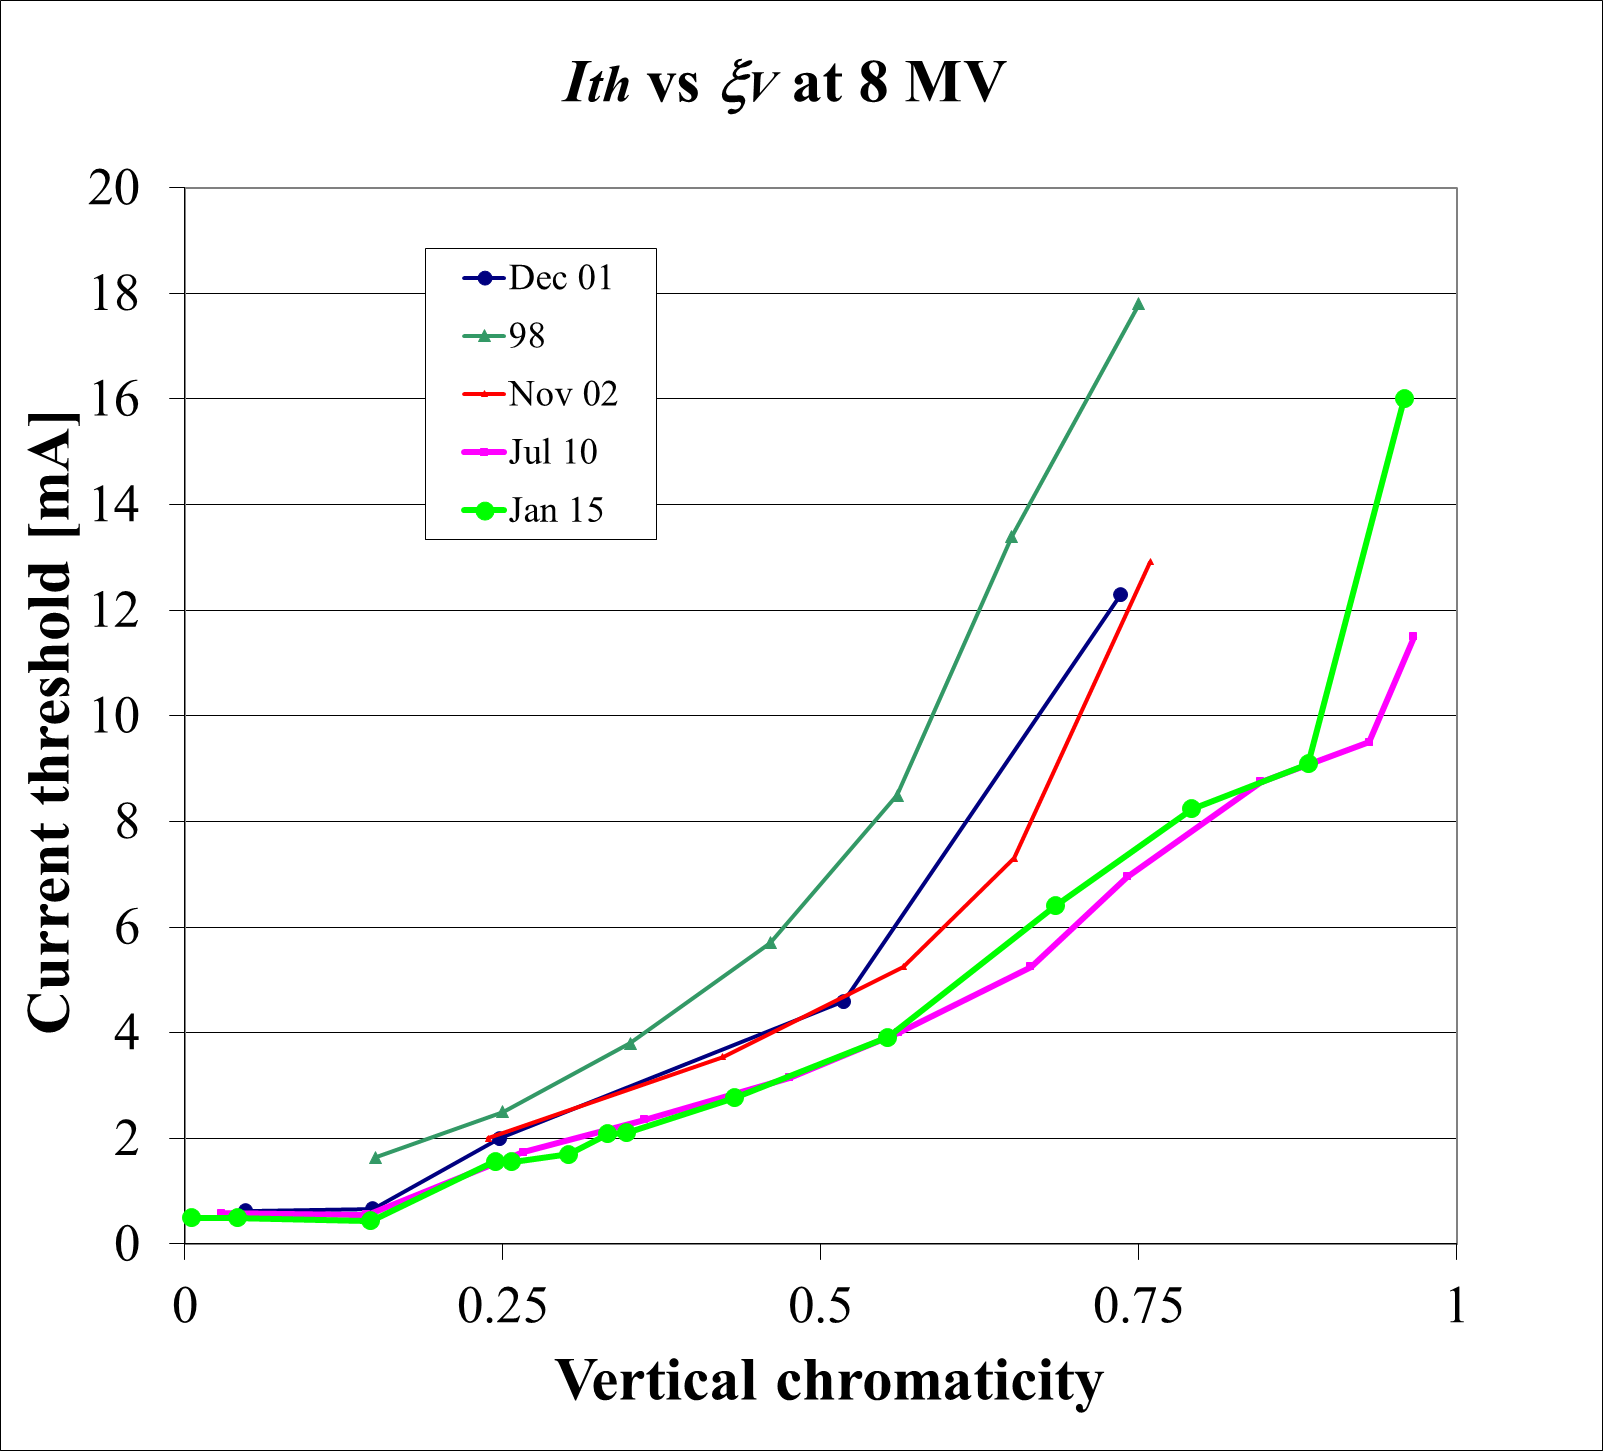 Ith vs ξV at 8 MV
20
18
16
14
12
10
8
6
4
2
0
Current threshold [mA]
Dec 01
98
Nov 02
Jul 10
Jan 15
0 0.25 0.5 0.75 1
Vertical chromaticity